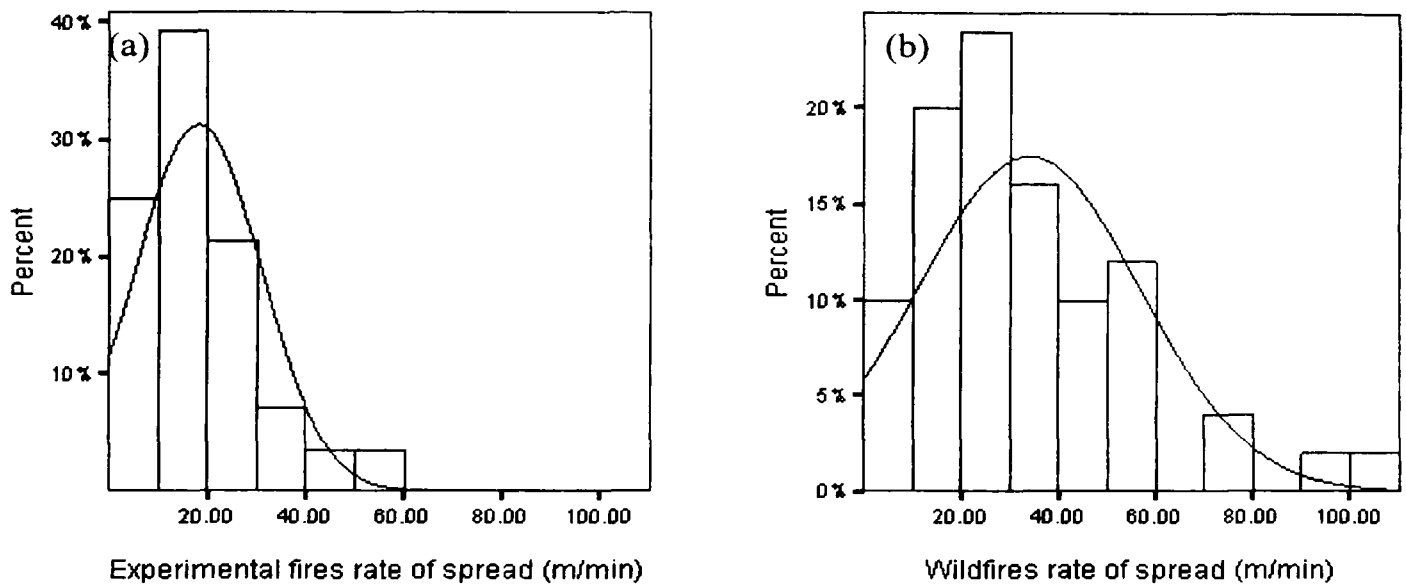 (a)
40%
30%
20%
10%
Percent
20.00 40.00 60.00 80.00 100.00
Experimental fires rate of spread (m/min)
(b)
20%
15%
10%
5%
0%
Percent
20.00 40.00 60.00 80.00 100.00
Wildfires rate of spread (m/min)